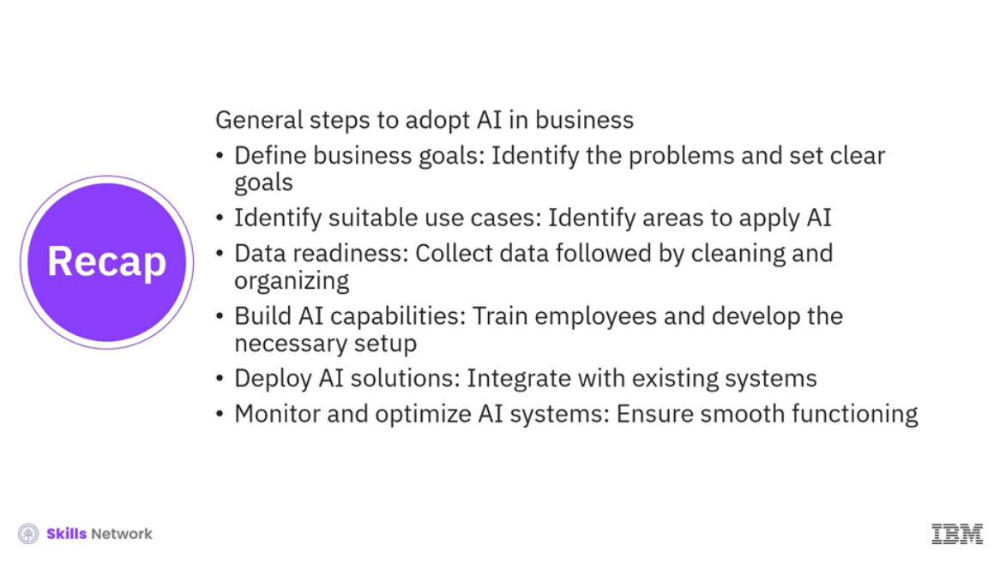 General steps to adopt AI in business
• Define business goals: Identify the problems and set clear
goals
• Identify suitable use cases: Identify areas to apply AI
• Data readiness: Collect data followed by cleaning and
organizing
Recap
• Build AI capabilities: Train employees and develop the
necessary setup
• Deploy AI solutions: Integrate with existing systems
• Monitor and optimize AI systems: Ensure smooth functioning
Skills Network
IBM